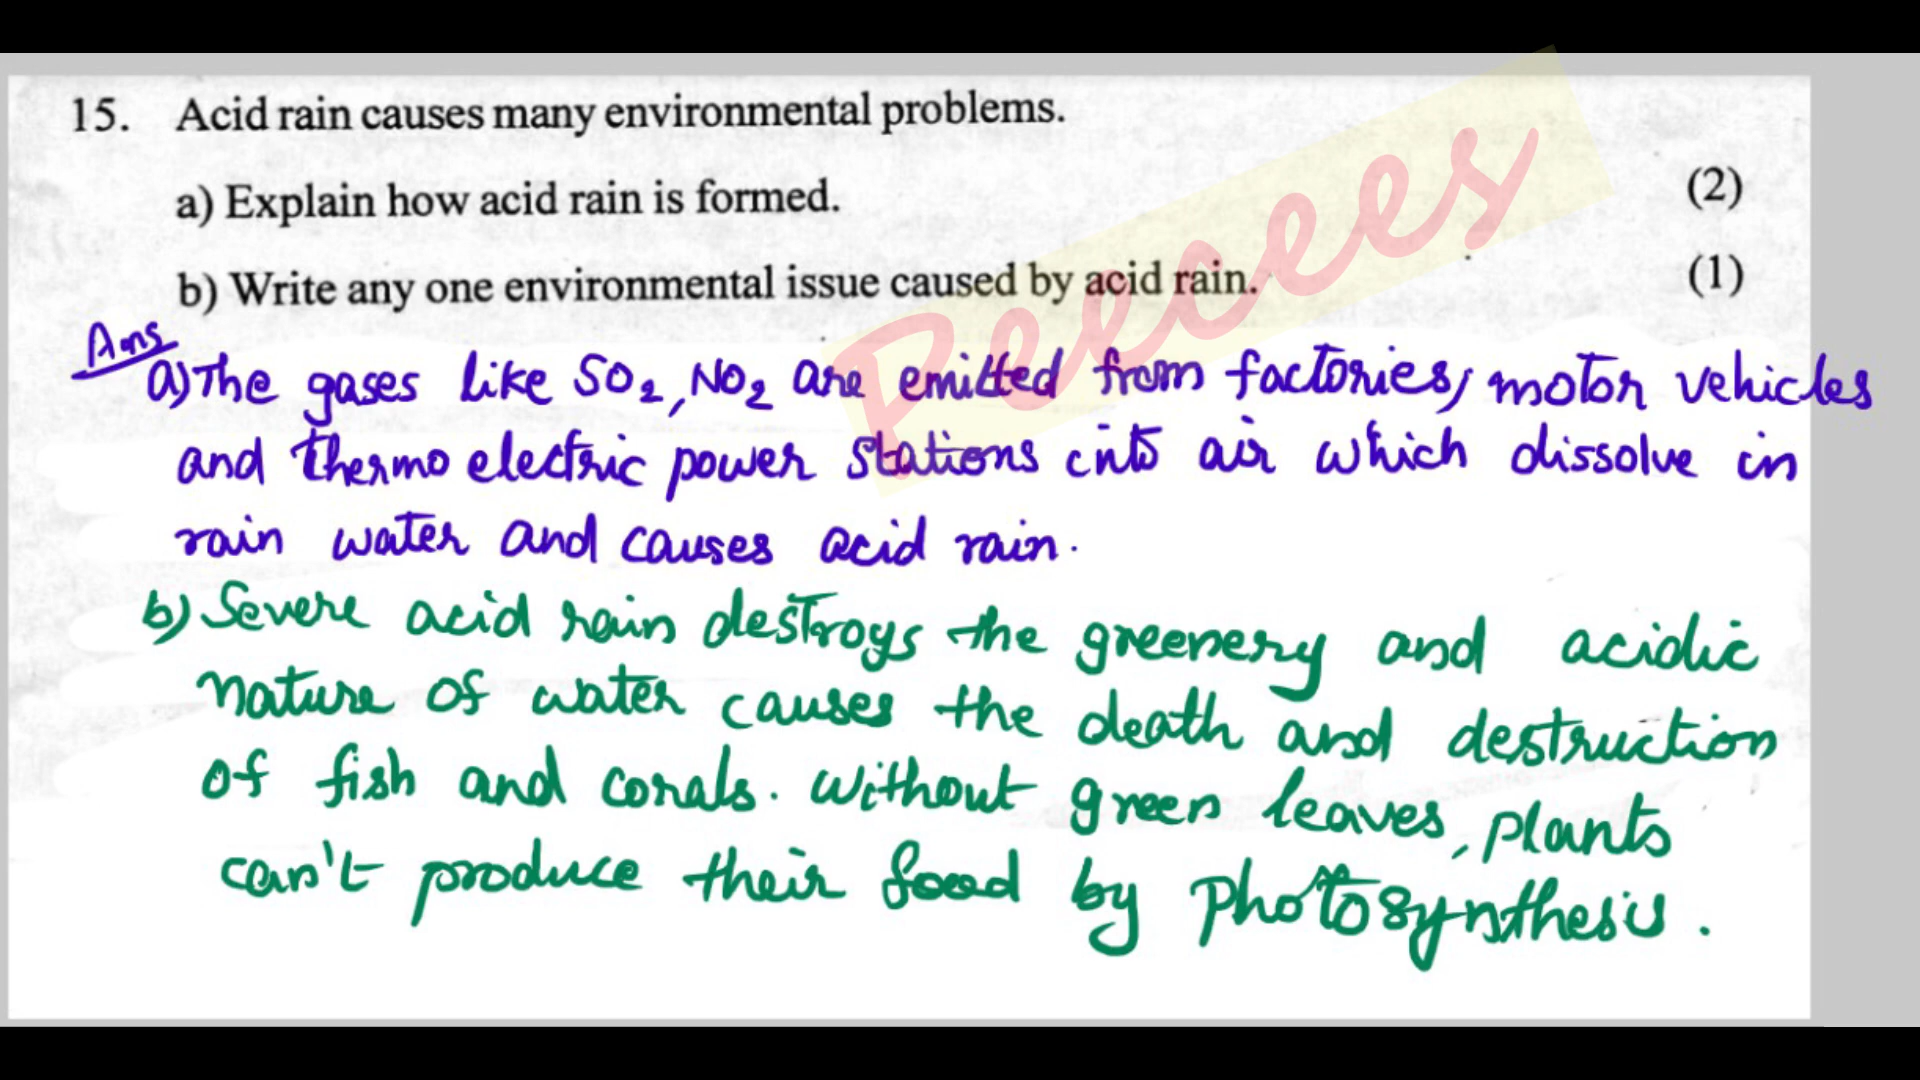 15. Acid rain causes many environmental problems.
a) Explain how acid rain is formed. (2)
b) Write any one environmental issue caused by acid rain. (1)
Peecees
Ans
a) The gases like SO2, NO2 are emitted from factories, motor vehicles
and thermo electric power stations into air which dissolve in
rain water and causes acid rain.
b) Severe acid rain destroys the greenery and acidic
nature of water causes the death and destruction
of fish and corals. Without green leaves, plants
can't produce their food by photosynthesis.